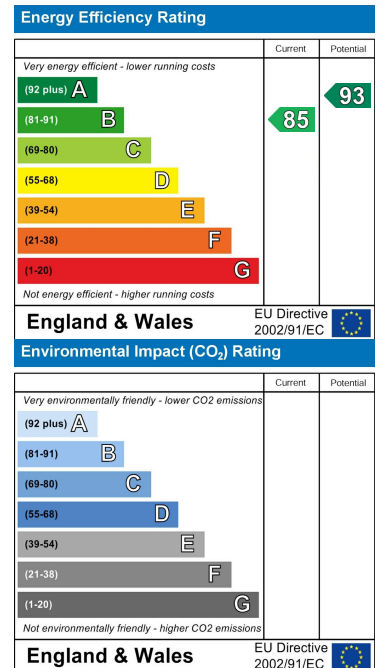 Energy Efficiency Rating
Current Potential
Very energy efficient - lower running costs
(92 plus) A
93
(81-91) B
85
(69-80) C
(55-68) D
(39-54) E
(21-38) F
(1-20) G
Not energy efficient - higher running costs
England & Wales
EU Directive
2002/91/EC
Environmental Impact (CO₂) Rating
Current Potential
Very environmentally friendly - lower CO2 emissions
(92 plus) A
(81-91) B
(69-80) C
(55-68) D
(39-54) E
(21-38) F
(1-20) G
Not environmentally friendly - higher CO2 emissions
England & Wales
EU Directive
2002/91/EC